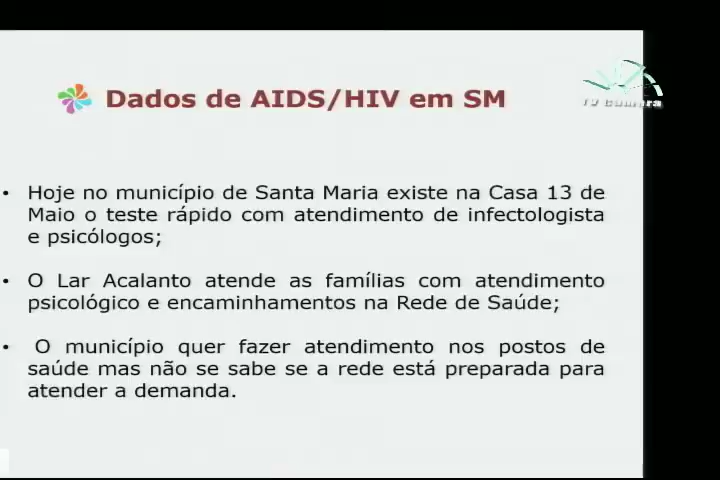 Dados de AIDS/HIV em SM
TV Câmara
• Hoje no município de Santa Maria existe na Casa 13 de
Maio o teste rápido com atendimento de infectologista
e psicólogos;
• O Lar Acalanto atende as famílias com atendimento
psicológico e encaminhamentos na Rede de Saúde;
• O município quer fazer atendimento nos postos de
saúde mas não se sabe se a rede está preparada para
atender a demanda.